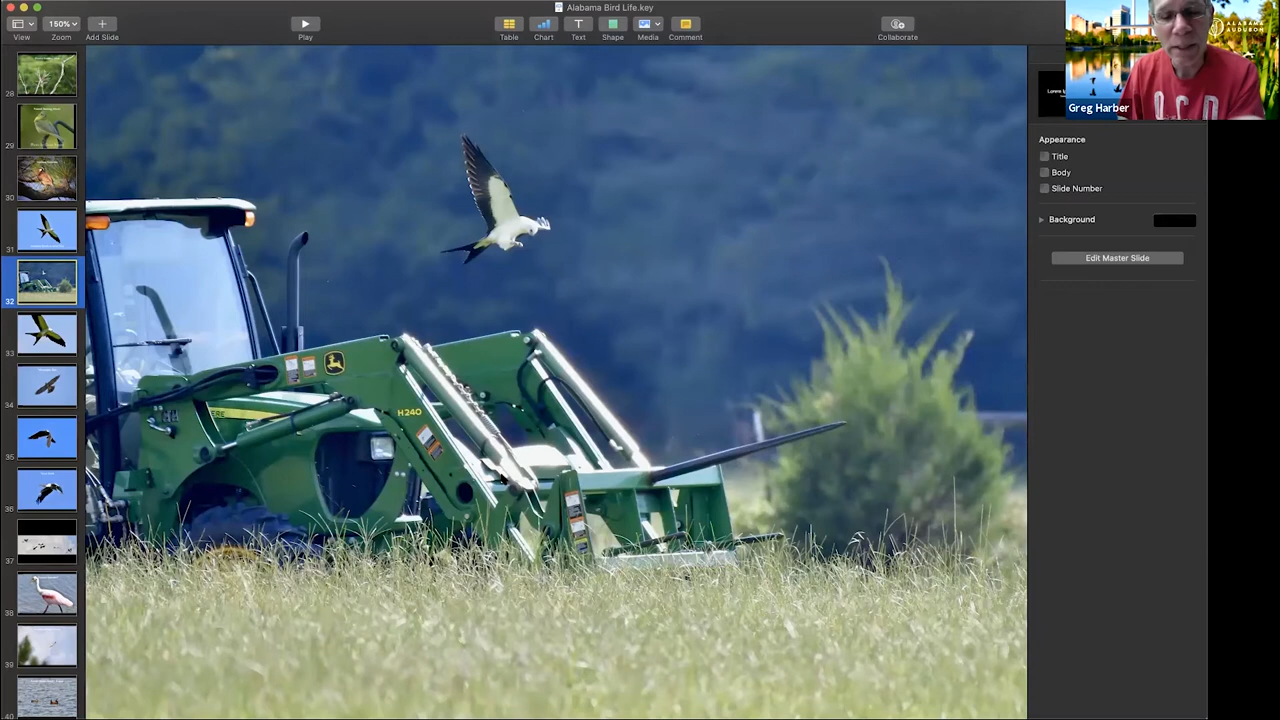 Alabama Bird Life.key
View
150%
Zoom
Add Slide
Play
Table
Chart
Text
Shape
Media
Comment
Collaborate
ALABAMA
AUDUBON
Greg Harber
Appearance
Title
Body
Slide Number
Background
Edit Master Slide
28
29
30
31
32
33
34
35
36
37
38
39
40
H240